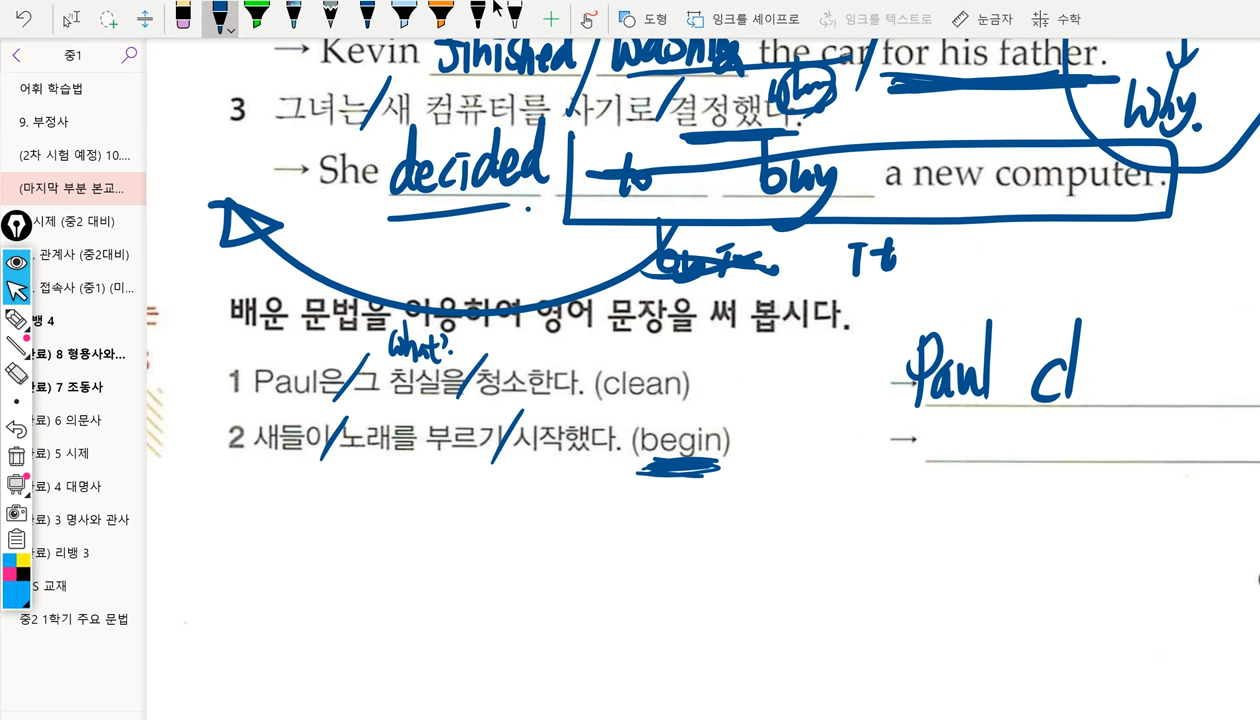 도형 잉크를 셰이프로 잉크를 텍스트로 눈금자 수학
중1
어휘 학습법
9. 부정사
(2차 시험 예정) 10....
(마지막 부분 본교...
시제 (중2 대비)
관계사 (중2대비)
접속사 (중1) (미...
뱅 4
료) 8 형용사와...
료) 7 조동사
료) 6 의문사
료) 5 시제
료) 4 대명사
료) 3 명사와 관사
료) 리뱅 3
S 교재
중2 1학기 주요 문법
→ Kevin finished washing the car for his father.
why.
3 그녀는 새 컴퓨터를 사기로 결정했다.
→ She decided to buy a new computer.
It
배운 문법을 이용하여 영어 문장을 써 봅시다.
what?
1 Paul은 그 침실을 청소한다. (clean) → Paul cl
2 새들이 노래를 부르기 시작했다. (begin) →